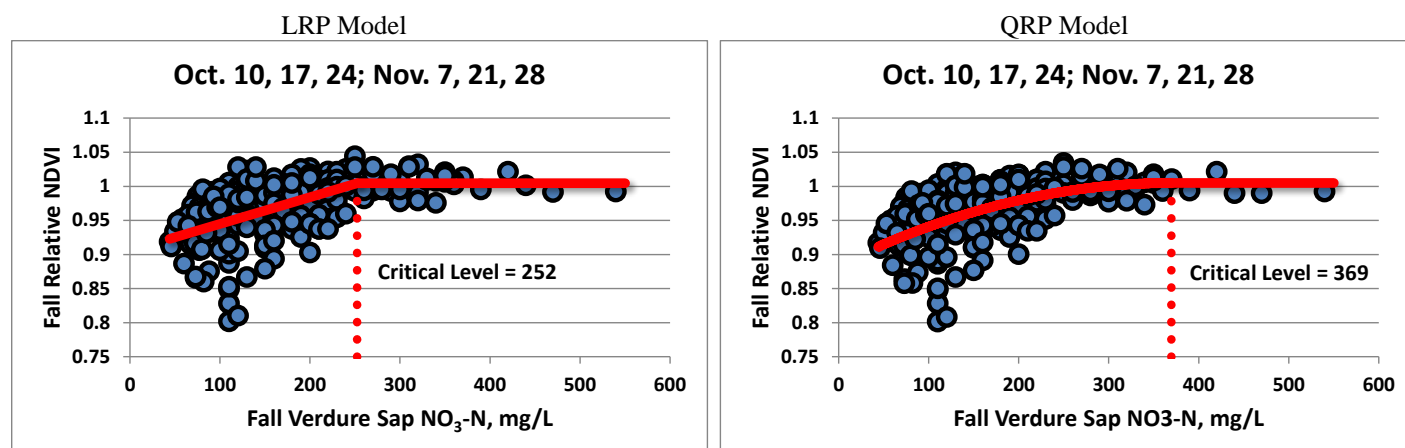 LRP Model
Oct. 10, 17, 24; Nov. 7, 21, 28
Fall Relative NDVI
1.1
1.05
1
0.95
0.9
0.85
0.8
0.75
Critical Level = 252
0 100 200 300 400 500 600
Fall Verdure Sap NO₃-N, mg/L
QRP Model
Oct. 10, 17, 24; Nov. 7, 21, 28
Fall Relative NDVI
1.1
1.05
1
0.95
0.9
0.85
0.8
0.75
Critical Level = 369
0 100 200 300 400 500 600
Fall Verdure Sap NO3-N, mg/L